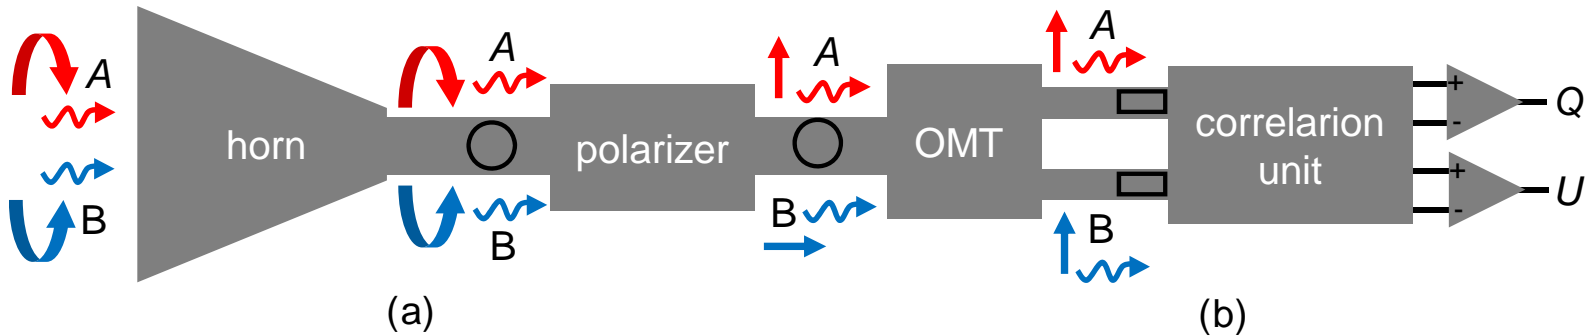 A
B
horn
A
B
polarizer
A
B
OMT
A
B
correlarion
unit
+
-
Q
+
-
U
(a)
(b)